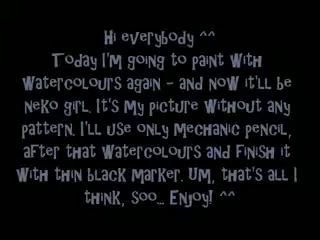 Hi everybody ^^
Today I'm going to paint with
watercolours again - and now it'll be
neko girl. It's my picture without any
pattern. I'll use only mechanic pencil,
after that watercolours and finish it
with thin black marker. Um, that's all I
think, soo... Enjoy! ^^